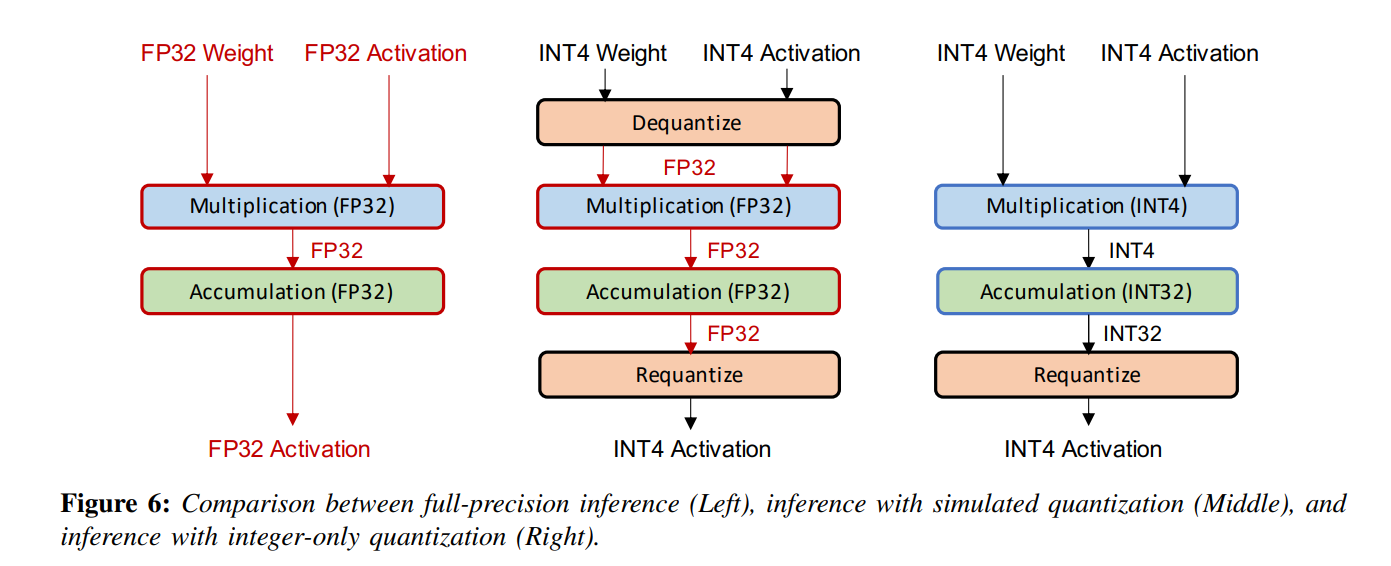 FP32 Weight FP32 Activation INT4 Weight INT4 Activation INT4 Weight INT4 Activation
Dequantize
FP32
Multiplication (FP32) Multiplication (FP32) Multiplication (INT4)
FP32 FP32 INT4
Accumulation (FP32) Accumulation (FP32) Accumulation (INT32)
FP32 INT32
Requantize Requantize
FP32 Activation INT4 Activation INT4 Activation
Figure 6: Comparison between full-precision inference (Left), inference with simulated quantization (Middle), and
inference with integer-only quantization (Right).